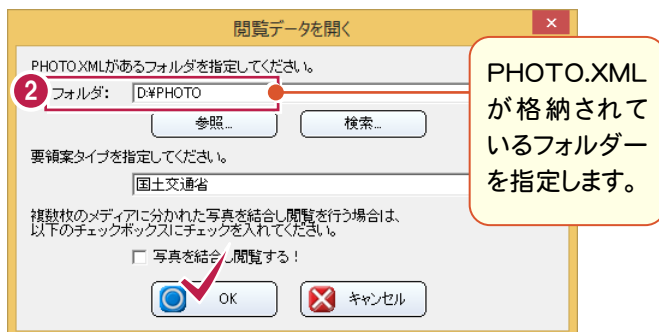 閲覧データを開く
×
PHOTO.XMLがあるフォルダを指定してください。
2
フォルダ:
D:¥PHOTO
参照...
検索...
要領案タイプを指定してください。
国土交通省
複数枚のメディアに分かれた写真を結合し閲覧を行う場合は、
以下のチェックボックスにチェックを入れてください。
写真を結合し閲覧する!
OK
キャンセル
PHOTO.XML
が格納されて
いるフォルダー
を指定します。